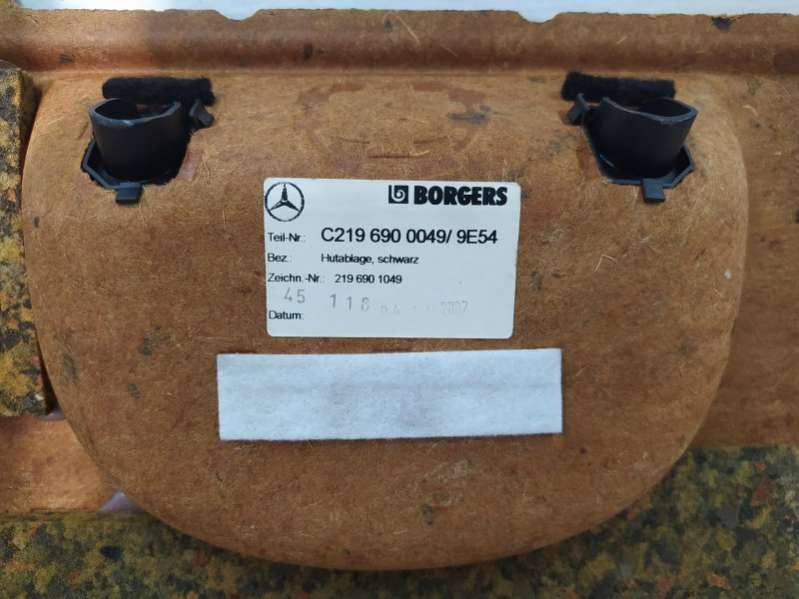 BORGERS
Teil-Nr.: C219 690 0049/ 9E54
Bez.: Hutablage, schwarz
Zeichn.-Nr.: 219 690 1049
45 118
Datum: